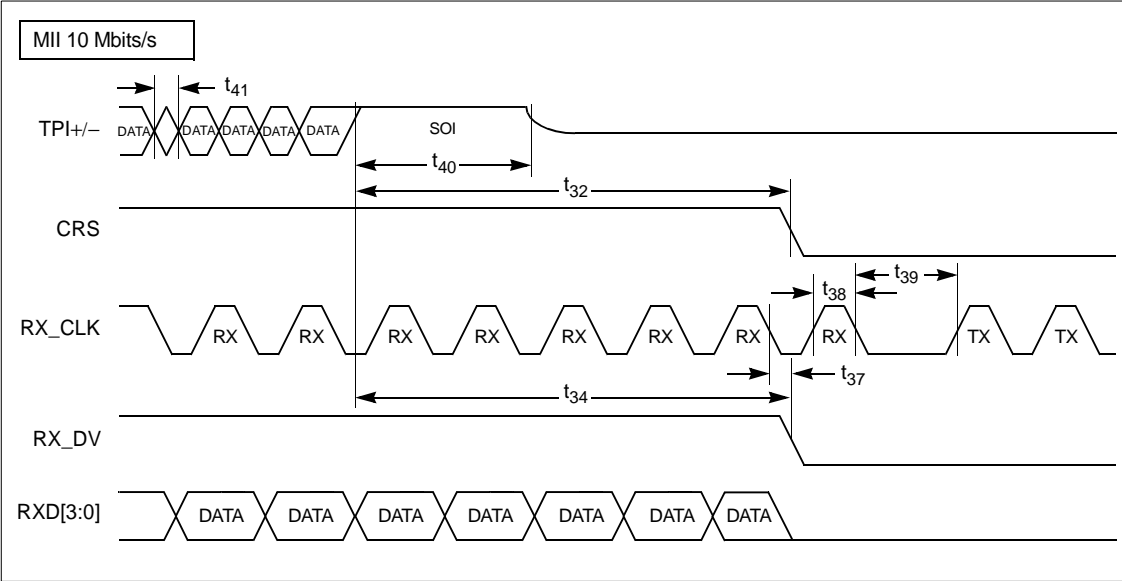 MII 10 Mbits/s
t41
TPI+/− DATA DATA DATA DATA DATA SOI
t40
t32
CRS
t39
t38
RX_CLK RX RX RX RX RX RX RX RX TX TX
t37
t34
RX_DV
RXD[3:0] DATA DATA DATA DATA DATA DATA DATA